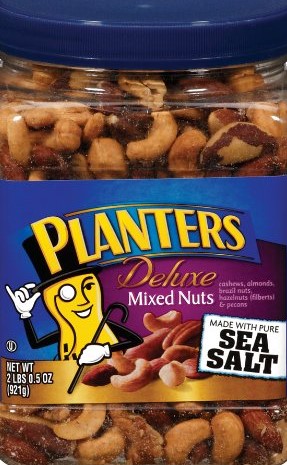 PLANTERS
Deluxe
Mixed Nuts
cashews, almonds,
brazil nuts,
hazelnuts (filberts)
& pecans
MADE WITH PURE
SEA
SALT
U
NET WT
2 LBS 0.5 OZ
(921g)